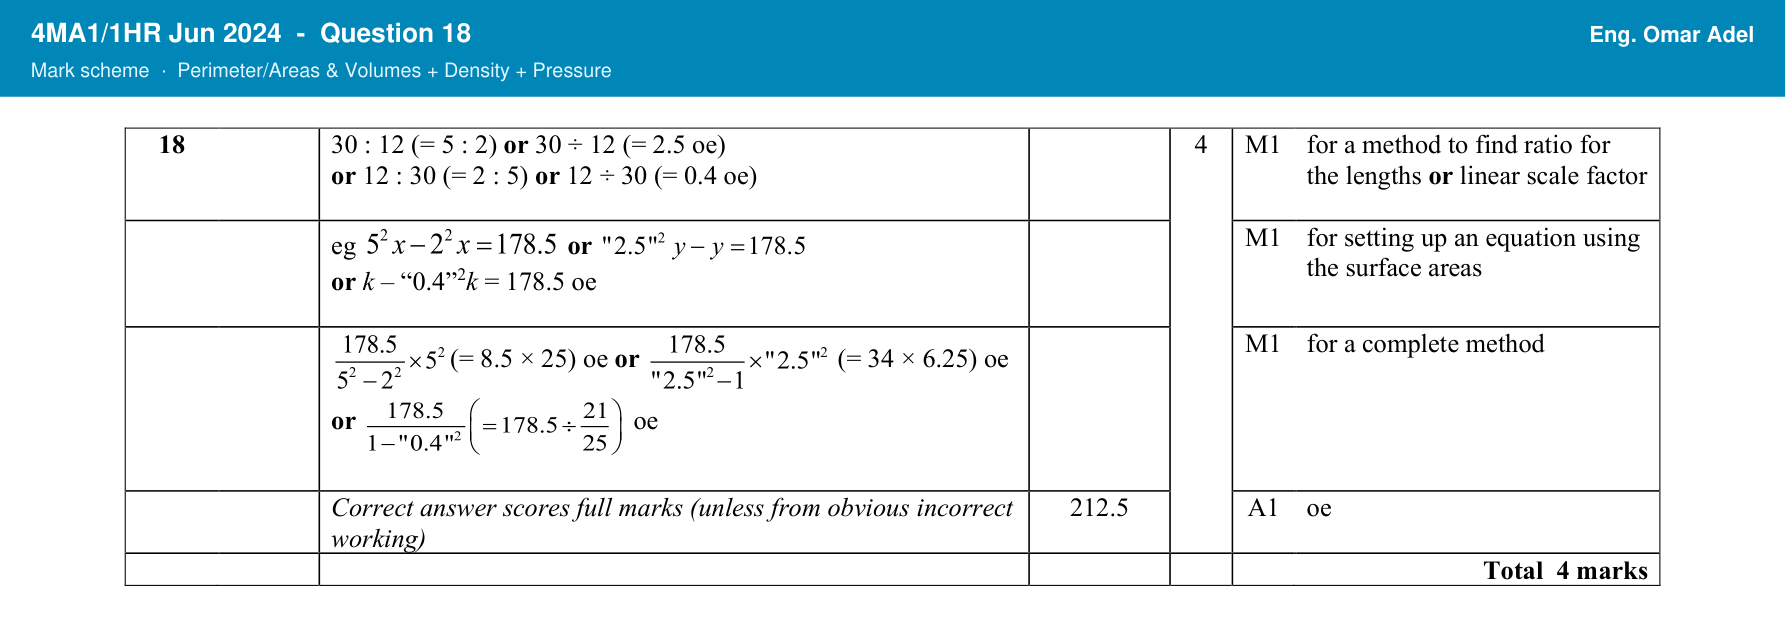 4MA1/1HR Jun 2024 - Question 18
Eng. Omar Adel
Mark scheme · Perimeter/Areas & Volumes + Density + Pressure
18
30 : 12 (= 5 : 2) or 30 ÷ 12 (= 2.5 oe)
or 12 : 30 (= 2 : 5) or 12 ÷ 30 (= 0.4 oe)
4
M1 for a method to find ratio for
the lengths or linear scale factor
eg 5² x – 2² x = 178.5 or "2.5"² y – y = 178.5
or k – “0.4”²k = 178.5 oe
M1 for setting up an equation using
the surface areas
178.5/(5² – 2²) × 5² (= 8.5 × 25) oe or 178.5/("2.5"² – 1) × "2.5"² (= 34 × 6.25) oe
or 178.5/(1 – "0.4"²) (= 178.5 ÷ 21/25) oe
M1 for a complete method
Correct answer scores full marks (unless from obvious incorrect
working)
212.5
A1 oe
Total 4 marks